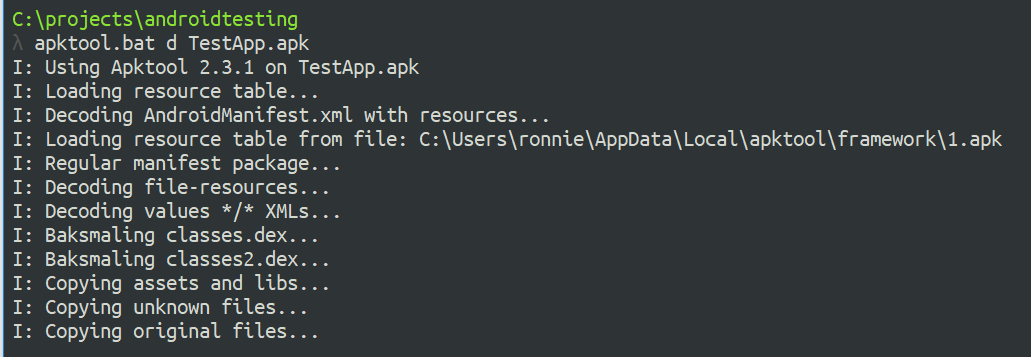 C:\projects\androidtesting
λ apktool.bat d TestApp.apk
I: Using Apktool 2.3.1 on TestApp.apk
I: Loading resource table...
I: Decoding AndroidManifest.xml with resources...
I: Loading resource table from file: C:\Users\ronnie\AppData\Local\apktool\framework\1.apk
I: Regular manifest package...
I: Decoding file-resources...
I: Decoding values */* XMLs...
I: Baksmaling classes.dex...
I: Baksmaling classes2.dex...
I: Copying assets and libs...
I: Copying unknown files...
I: Copying original files...